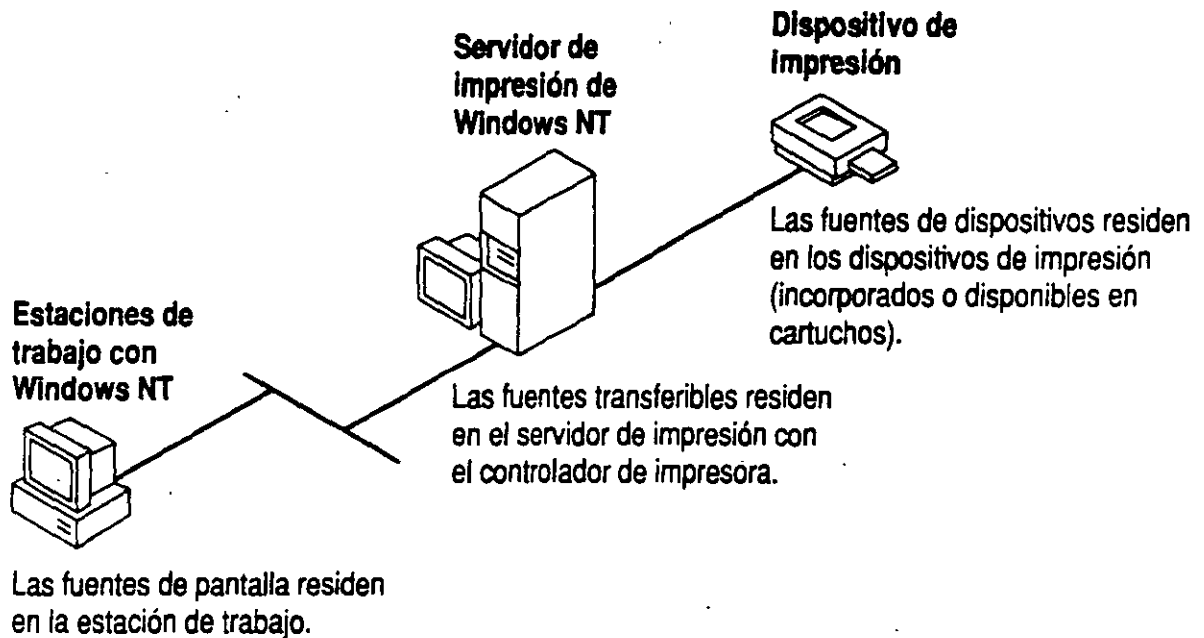 Dispositivo de
Impresión
Servidor de
Impresión de
Windows NT
Las fuentes de dispositivos residen
en los dispositivos de impresión
(incorporados o disponibles en
cartuchos).
Estaciones de
trabajo con
Windows NT
Las fuentes transferibles residen
en el servidor de impresión con
el controlador de impresora.
Las fuentes de pantalla residen
en la estación de trabajo.